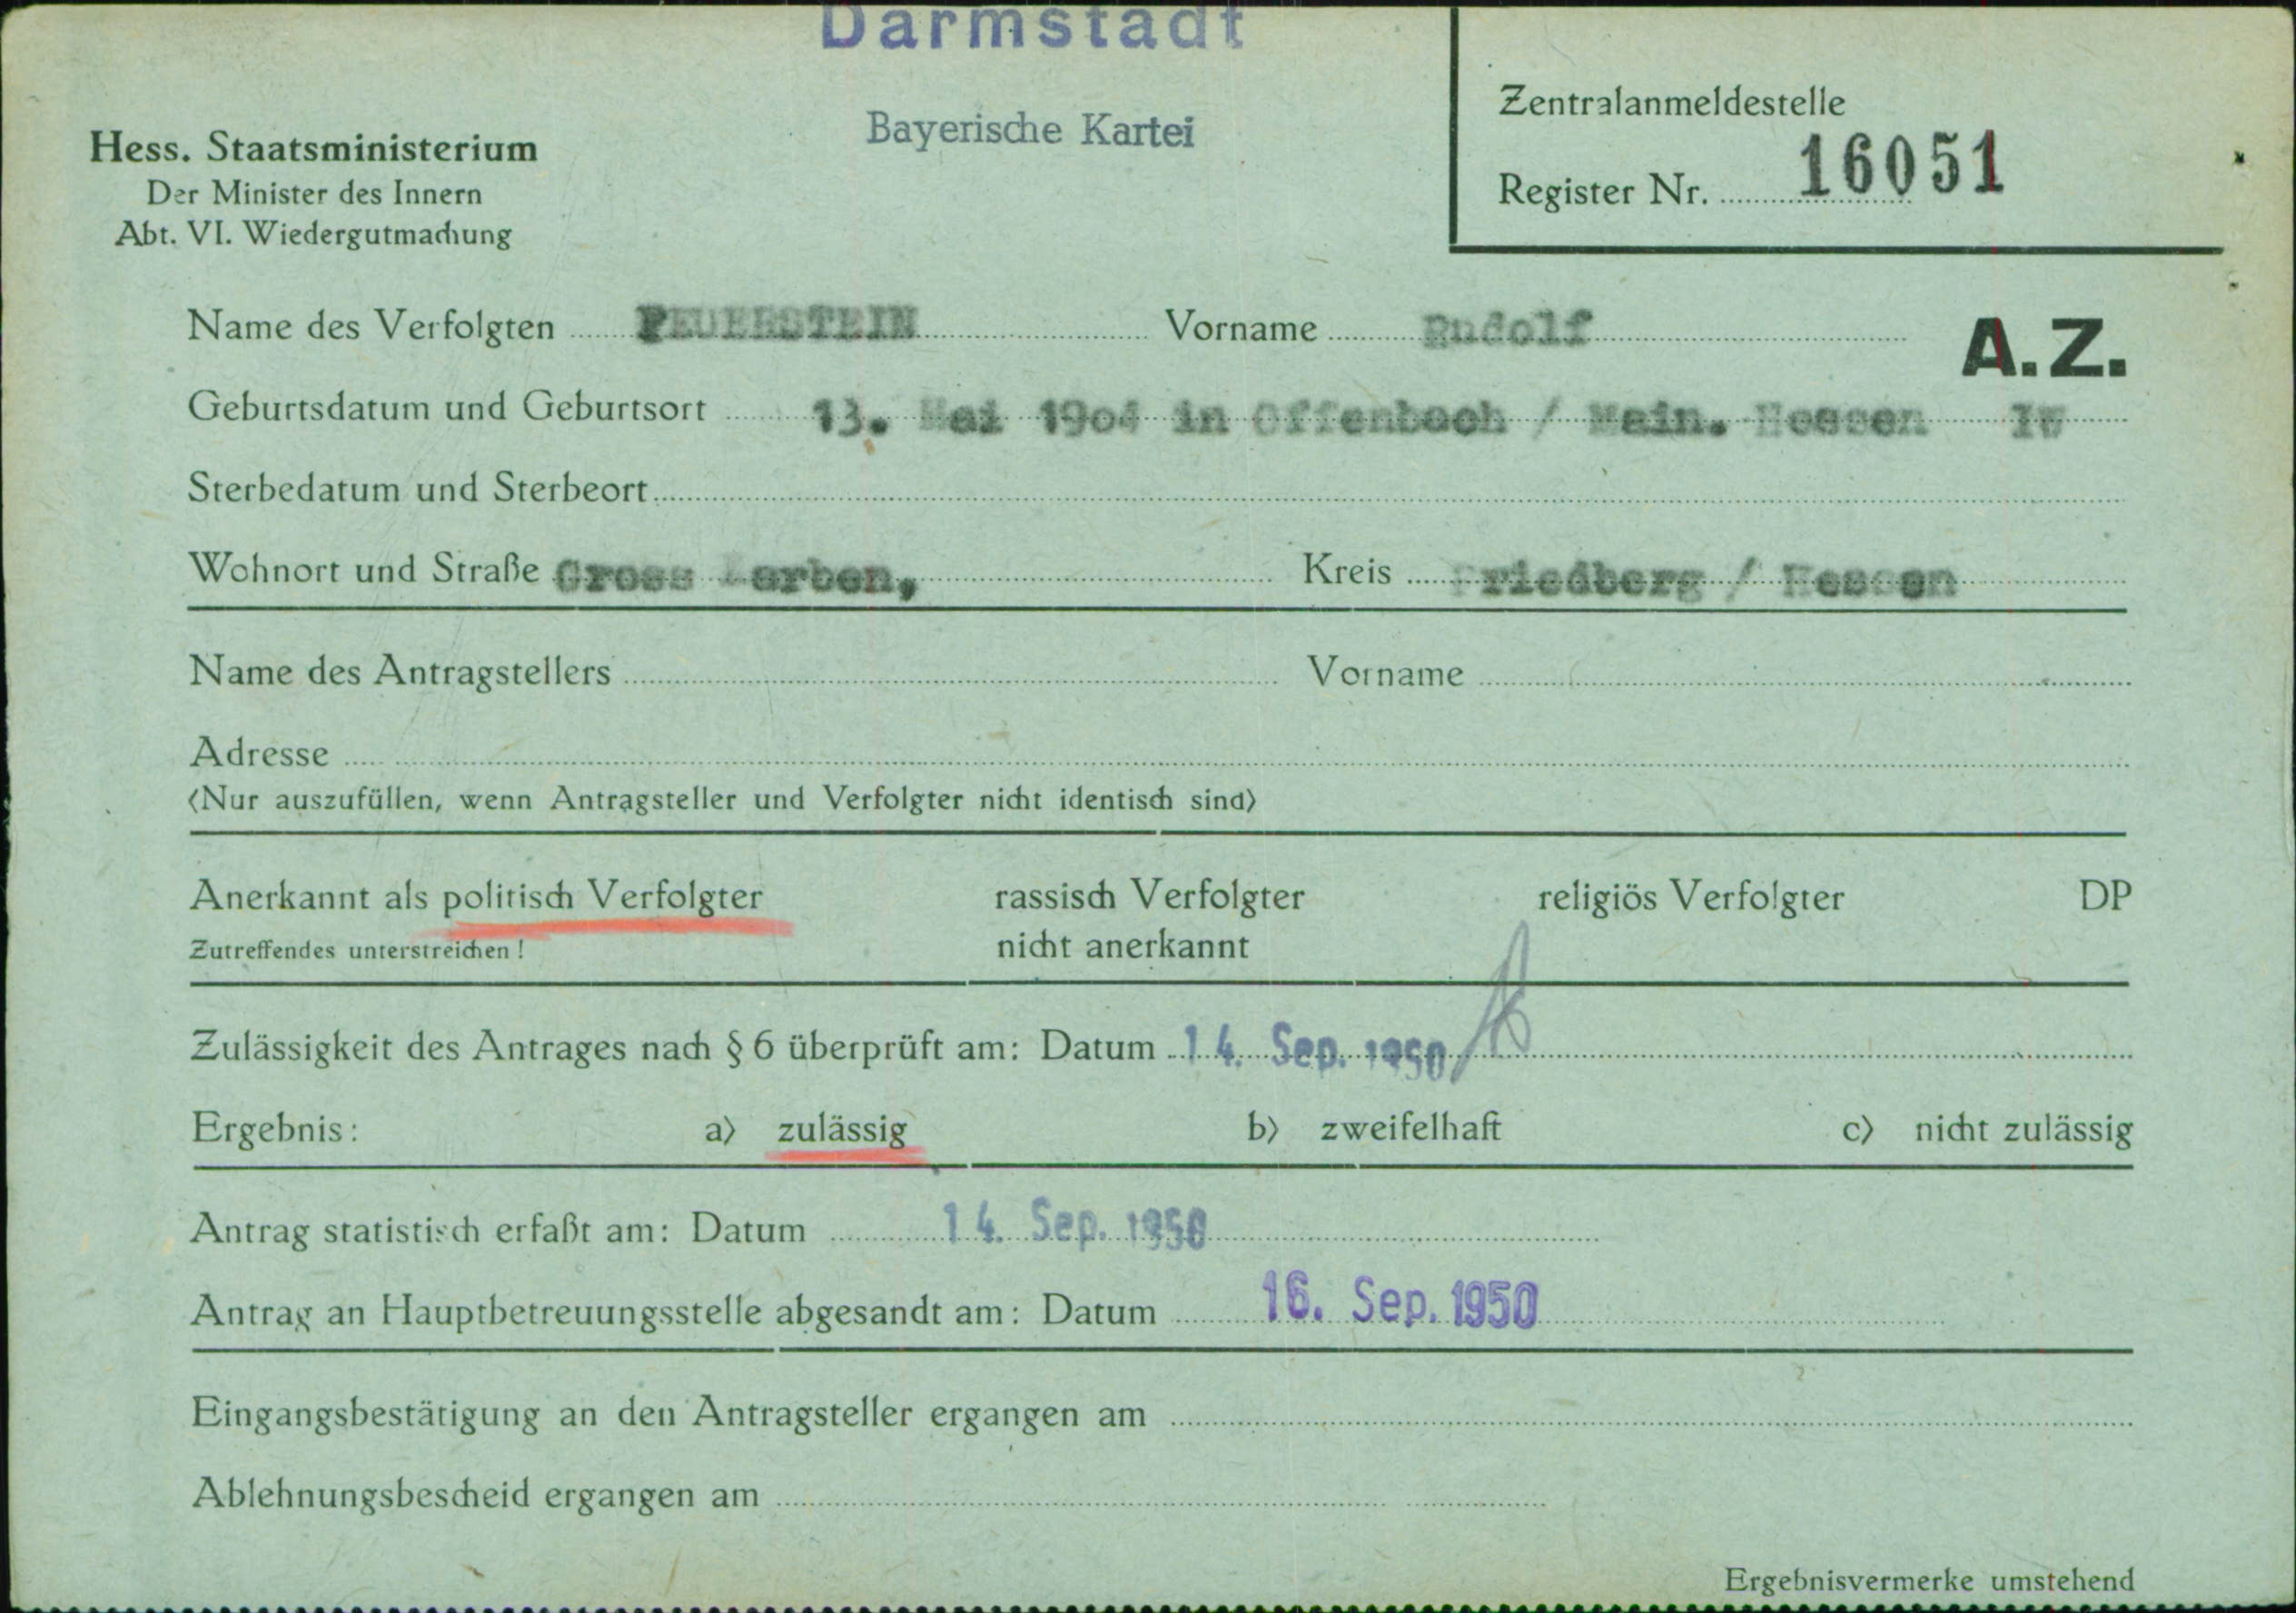 Darmstadt
Bayerische Kartei
Hess. Staatsministerium
Der Minister des Innern
Abt. VI. Wiedergutmachung
Zentralanmeldestelle
Register Nr. 16051
Name des Verfolgten FEUERSTEIN Vorname Rudolf
A.Z.
Geburtsdatum und Geburtsort 13. Mai 1904 in Offenbach / Main. Hessen
Sterbedatum und Sterbeort
Wohnort und Straße Gross Karben, Kreis Friedberg / Hessen
Name des Antragstellers Vorname
Adresse
(Nur auszufüllen, wenn Antragsteller und Verfolgter nicht identisch sind)
Anerkannt als politisch Verfolgter rassisch Verfolgter religiös Verfolgter DP
Zutreffendes unterstreichen! nicht anerkannt
Zulässigkeit des Antrages nach § 6 überprüft am: Datum 14. Sep. 1950
Ergebnis: a) zulässig b) zweifelhaft c) nicht zulässig
Antrag statistisch erfaßt am: Datum 14. Sep. 1950
Antrag an Hauptbetreuungsstelle abgesandt am: Datum 16. Sep. 1950
Eingangsbestätigung an den Antragsteller ergangen am
Ablehnungsbescheid ergangen am
Ergebnisvermerke umstehend